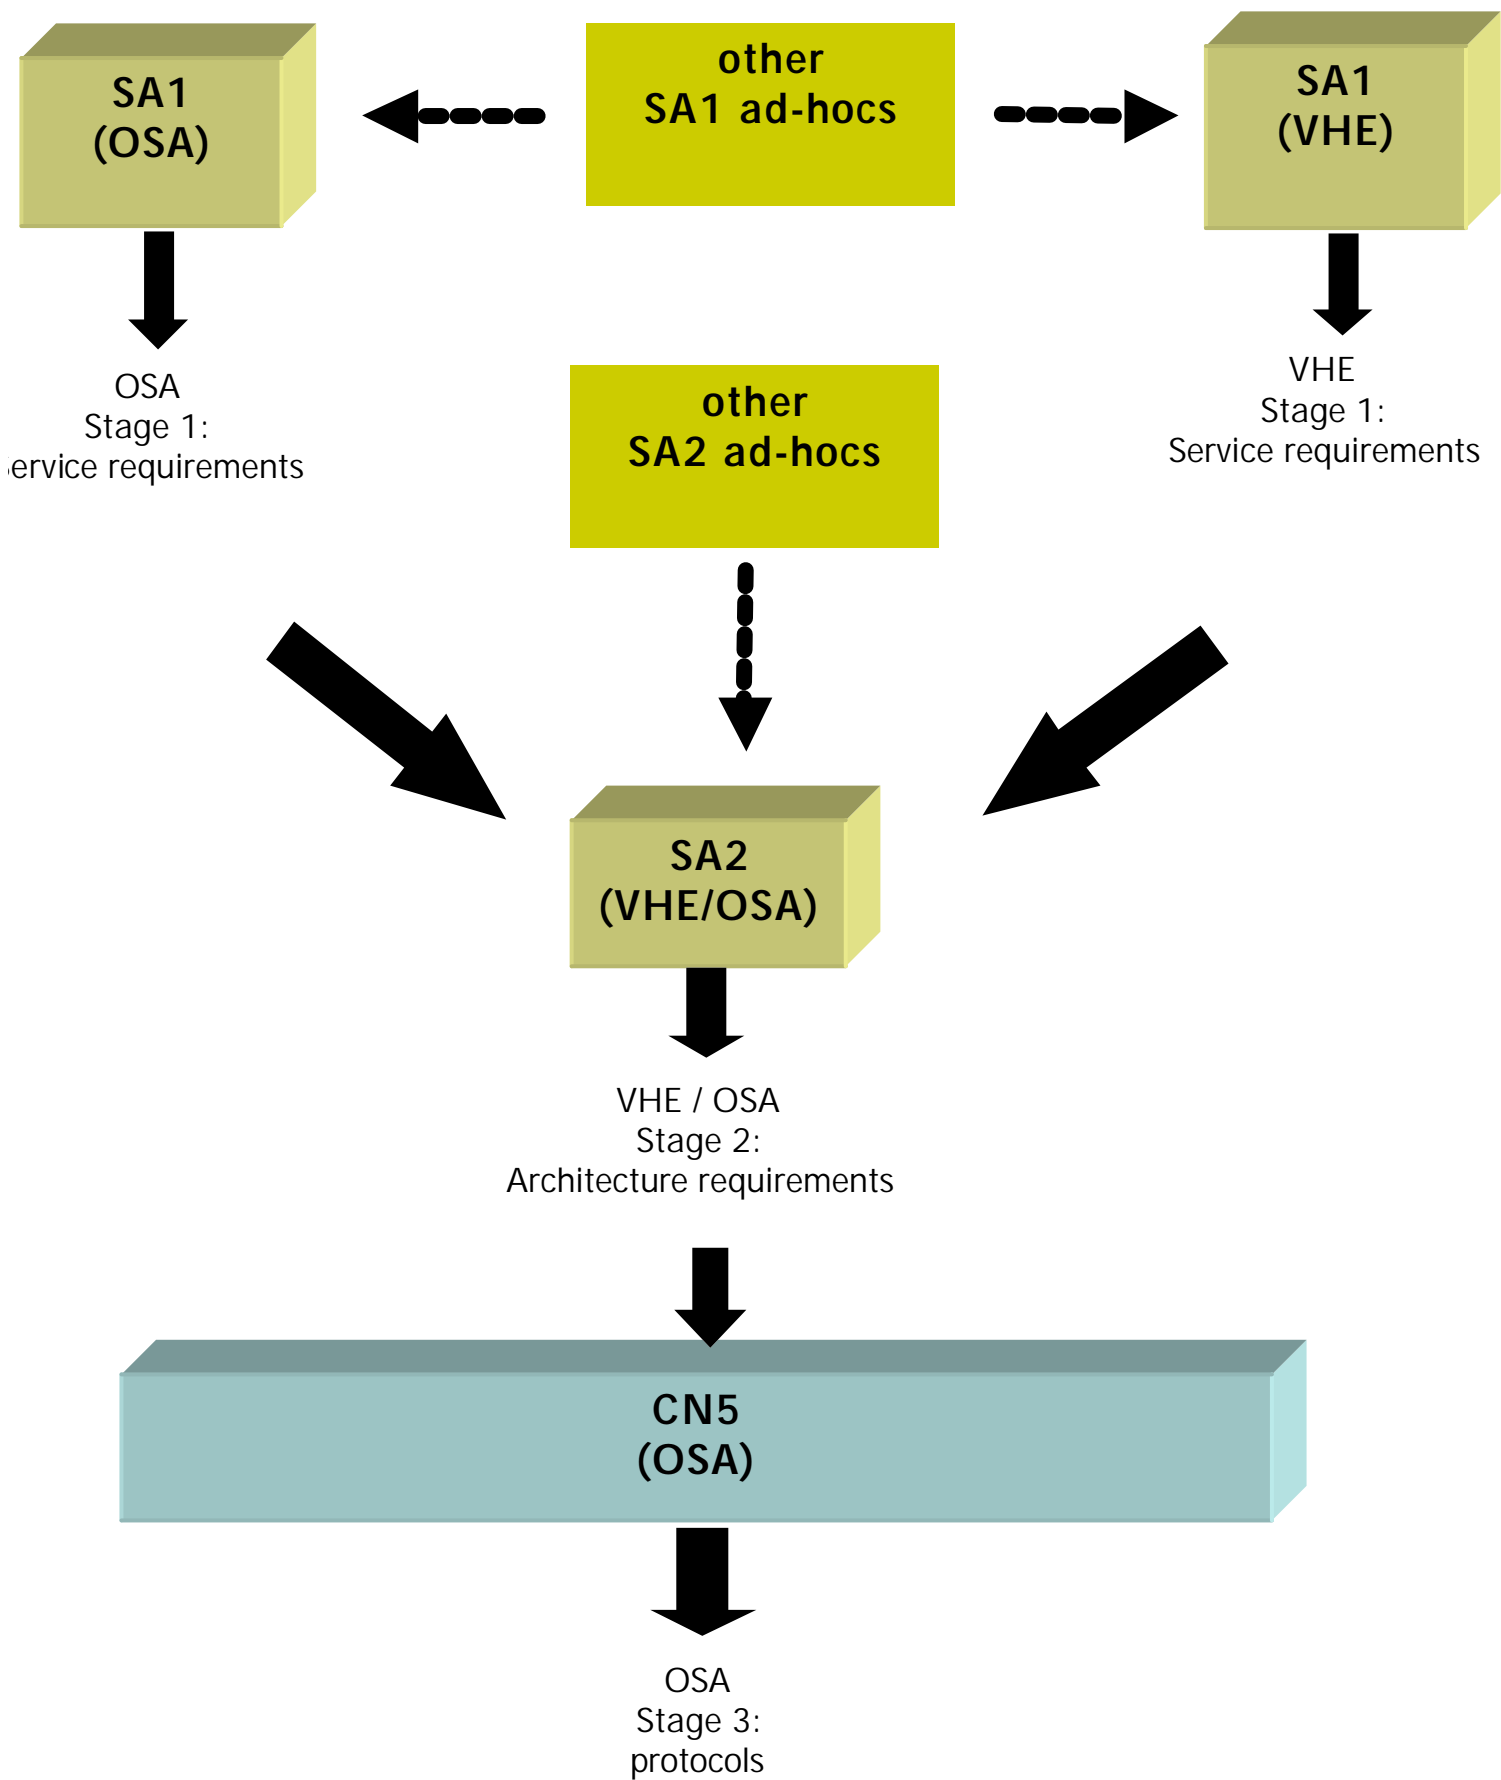 SA1
(OSA)
other
SA1 ad-hocs
SA1
(VHE)
OSA
Stage 1:
ervice requirements
VHE
Stage 1:
Service requirements
other
SA2 ad-hocs
SA2
(VHE/OSA)
VHE / OSA
Stage 2:
Architecture requirements
CN5
(OSA)
OSA
Stage 3:
protocols